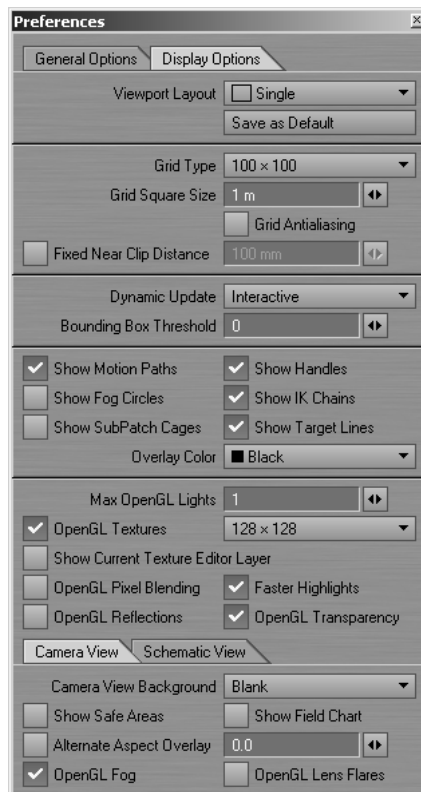 Preferences
General Options Display Options
Viewport Layout Single
Save as Default
Grid Type 100 × 100
Grid Square Size 1 m
Grid Antialiasing
Fixed Near Clip Distance 100 mm
Dynamic Update Interactive
Bounding Box Threshold 0
Show Motion Paths Show Handles
Show Fog Circles Show IK Chains
Show SubPatch Cages Show Target Lines
Overlay Color Black
Max OpenGL Lights 1
OpenGL Textures 128 × 128
Show Current Texture Editor Layer
OpenGL Pixel Blending Faster Highlights
OpenGL Reflections OpenGL Transparency
Camera View Schematic View
Camera View Background Blank
Show Safe Areas Show Field Chart
Alternate Aspect Overlay 0.0
OpenGL Fog OpenGL Lens Flares